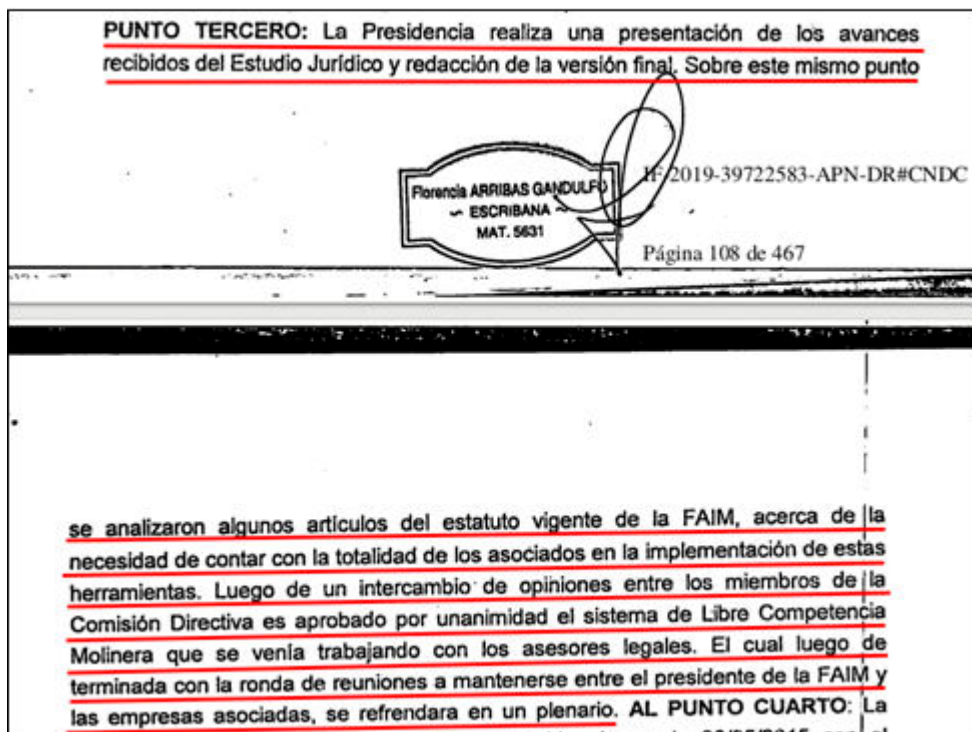 PUNTO TERCERO: La Presidencia realiza una presentación de los avances
recibidos del Estudio Jurídico y redacción de la versión final. Sobre este mismo punto
Florencia ARRIBAS GANDULFO
ESCRIBANA
MAT. 5631
IF-2019-39722583-APN-DR#CNDC
Página 108 de 467
se analizaron algunos artículos del estatuto vigente de la FAIM, acerca de la
necesidad de contar con la totalidad de los asociados en la implementación de estas
herramientas. Luego de un intercambio de opiniones entre los miembros de la
Comisión Directiva es aprobado por unanimidad el sistema de Libre Competencia
Molinera que se venía trabajando con los asesores legales. El cual luego de
terminada con la ronda de reuniones a mantenerse entre el presidente de la FAIM y
las empresas asociadas, se refrendara en un plenario. AL PUNTO CUARTO: La